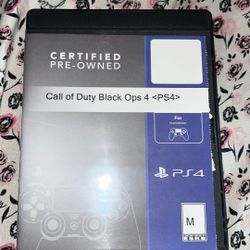 CERTIFIED
PRE-OWNED
Call of Duty Black Ops 4 <PS4>
For
PS4
M